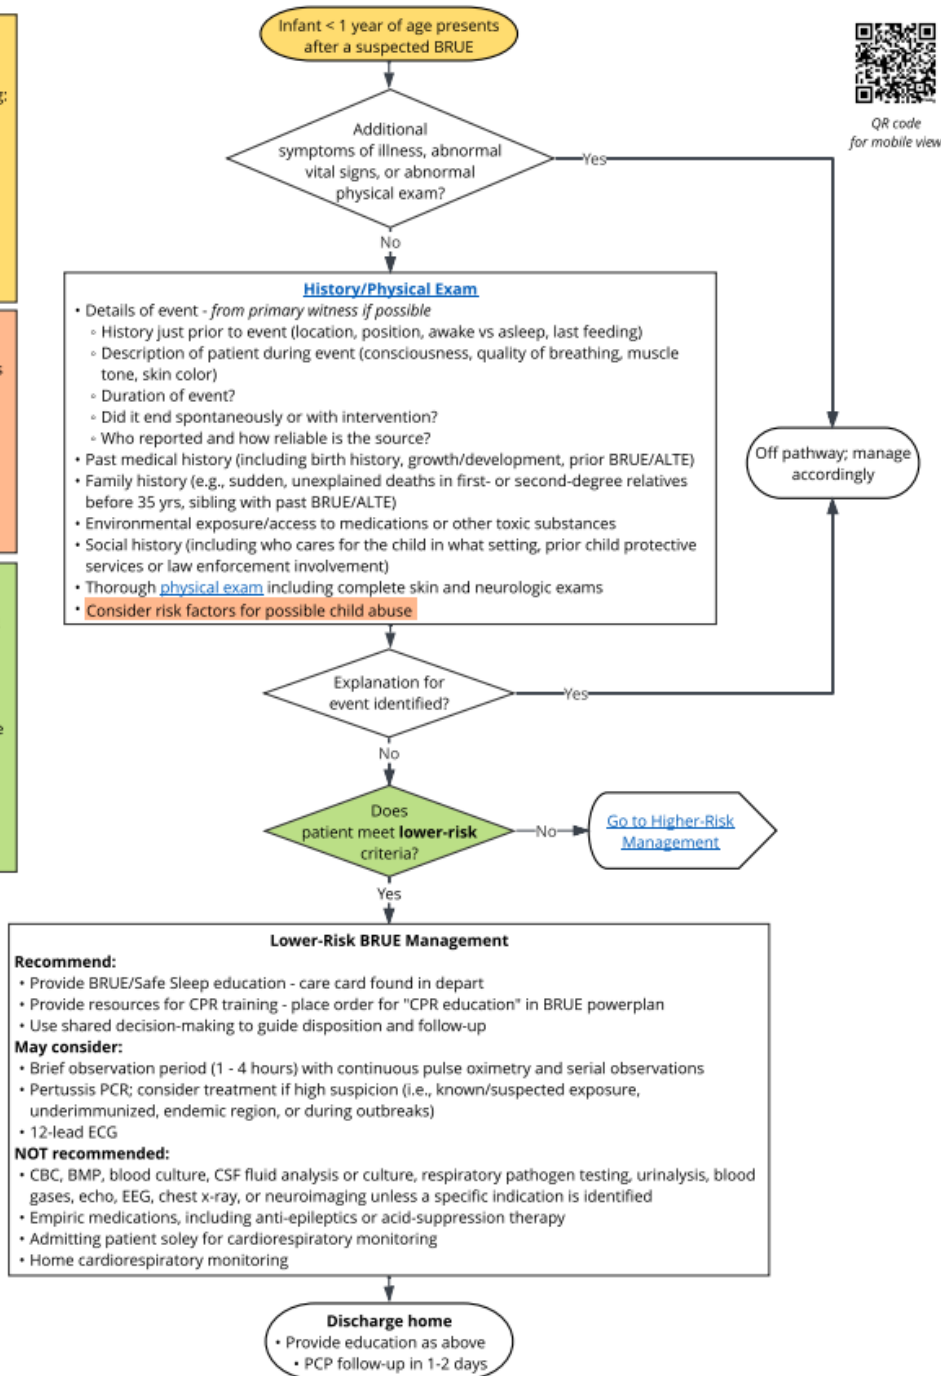 Infant < 1 year of age presents
after a suspected BRUE
QR code
for mobile view
g:
s
e
Additional
symptoms of illness, abnormal
vital signs, or abnormal
physical exam?
Yes
No
History/Physical Exam
• Details of event - from primary witness if possible
◦ History just prior to event (location, position, awake vs asleep, last feeding)
◦ Description of patient during event (consciousness, quality of breathing, muscle
tone, skin color)
◦ Duration of event?
◦ Did it end spontaneously or with intervention?
◦ Who reported and how reliable is the source?
• Past medical history (including birth history, growth/development, prior BRUE/ALTE)
• Family history (e.g., sudden, unexplained deaths in first- or second-degree relatives
before 35 yrs, sibling with past BRUE/ALTE)
• Environmental exposure/access to medications or other toxic substances
• Social history (including who cares for the child in what setting, prior child protective
services or law enforcement involvement)
• Thorough physical exam including complete skin and neurologic exams
• Consider risk factors for possible child abuse
Off pathway; manage
accordingly
Explanation for
event identified?
Yes
No
Does
patient meet lower-risk
criteria?
No
Go to Higher-Risk
Management
Yes
Lower-Risk BRUE Management
Recommend:
• Provide BRUE/Safe Sleep education - care card found in depart
• Provide resources for CPR training - place order for "CPR education" in BRUE powerplan
• Use shared decision-making to guide disposition and follow-up
May consider:
• Brief observation period (1 - 4 hours) with continuous pulse oximetry and serial observations
• Pertussis PCR; consider treatment if high suspicion (i.e., known/suspected exposure,
underimmunized, endemic region, or during outbreaks)
• 12-lead ECG
NOT recommended:
• CBC, BMP, blood culture, CSF fluid analysis or culture, respiratory pathogen testing, urinalysis, blood
gases, echo, EEG, chest x-ray, or neuroimaging unless a specific indication is identified
• Empiric medications, including anti-epileptics or acid-suppression therapy
• Admitting patient soley for cardiorespiratory monitoring
• Home cardiorespiratory monitoring
Discharge home
• Provide education as above
• PCP follow-up in 1-2 days